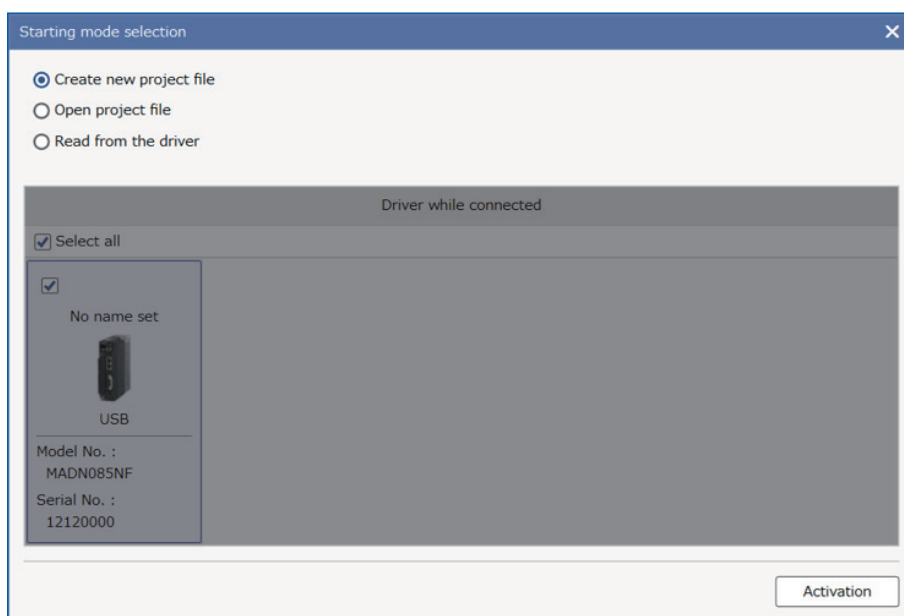 Starting mode selection
Create new project file
Open project file
Read from the driver
Driver while connected
Select all
No name set
USB
Model No. :
MADN085NF
Serial No. :
12120000
Activation